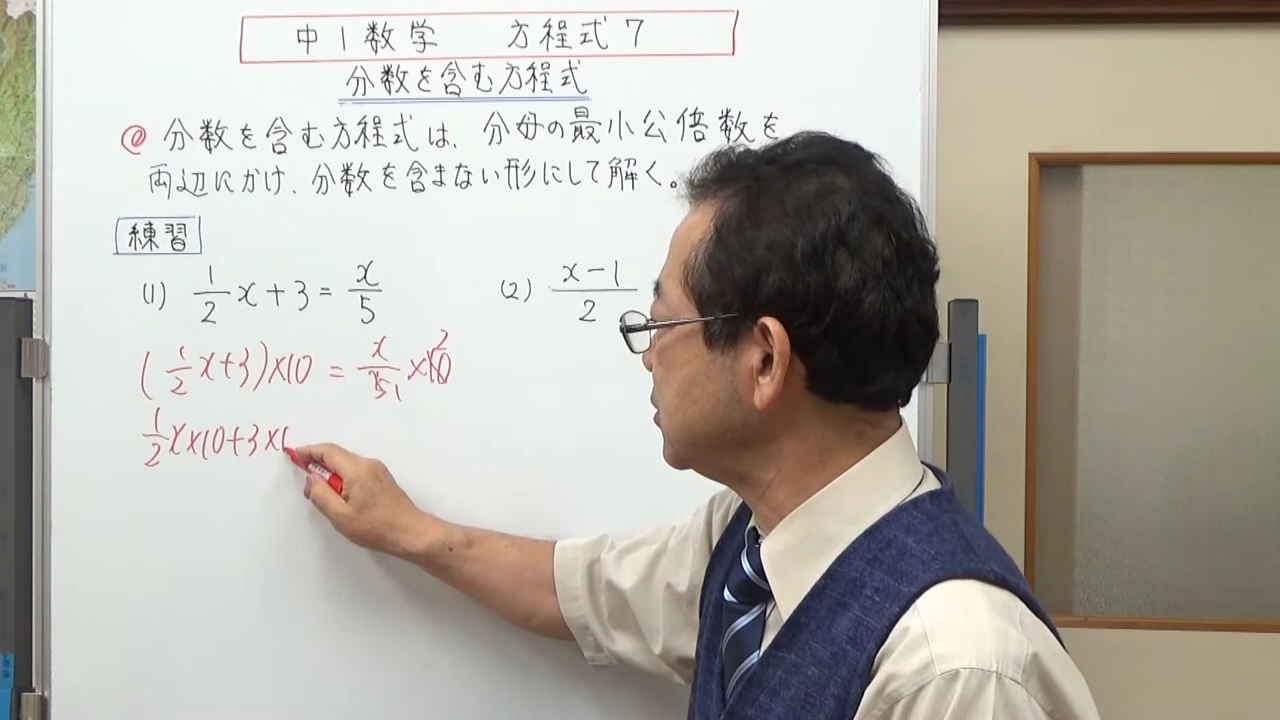 中1数学 方程式7
分数を含む方程式
@ 分数を含む方程式は、分母の最小公倍数を
両辺にかけ、分数を含まない形にして解く。
練習
(1) 1/2 x + 3 = x/5
(2) x-1/2
(1/2 x+3)×10 = x/5 1 ×10 2
1/2 x×10+3×1